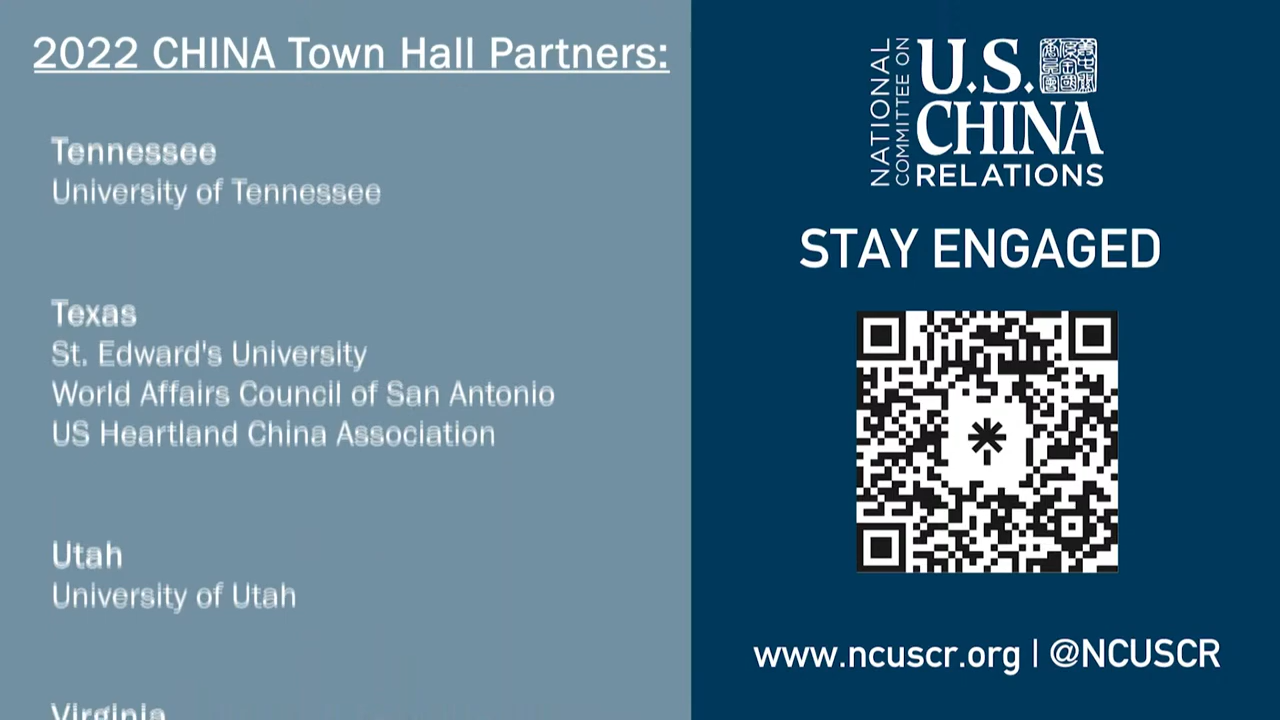 2022 CHINA Town Hall Partners:
Tennessee
University of Tennessee
Texas
St. Edward's University
World Affairs Council of San Antonio
US Heartland China Association
Utah
University of Utah
Virginia
NATIONAL
COMMITTEE ON
U.S.
CHINA
RELATIONS
STAY ENGAGED
www.ncuscr.org | @NCUSCR